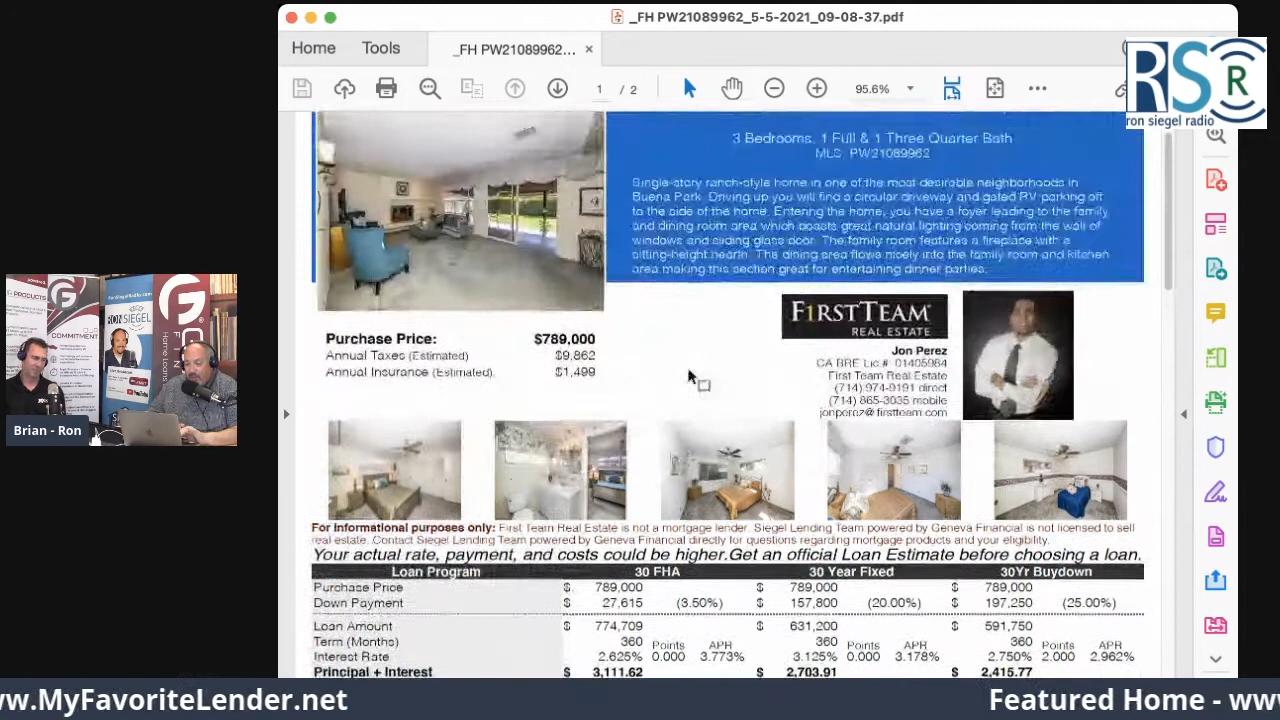 _FH PW21089962_5-5-2021_09-08-37.pdf
Home Tools _FH PW21089962... ×
1 / 2 95.6%
RS R
ron siegel radio
3 Bedrooms, 1 Full & 1 Three Quarter Bath
MLS: PW21089962
Single-story ranch-style home in one of the most desirable neighborhoods in
Buena Park. Driving up you will find a circular driveway and gated RV parking off
to the side of the home. Entering the home, you have a foyer leading to the family
and dining room area which boasts great natural lighting coming from the wall of
windows and sliding glass door. The family room features a fireplace with a
sitting-height hearth. The dining area flows nicely into the family room and kitchen
area making this section great for entertaining dinner parties.
Purchase Price: $789,000
Annual Taxes (Estimated) $9,862
Annual Insurance (Estimated) $1,499
FIRSTTEAM
REAL ESTATE
Jon Perez
CA BRE Lic.# 01405984
First Team Real Estate
(714) 974-0191 direct
(714) 865-3035 mobile
jonperez@firstteam.com
PRODUCTS
OUR
COMMITMENT
RON SIEGEL
Home Loans
Brian - Ron
For informational purposes only: First Team Real Estate is not a mortgage lender. Siegel Lending Team powered by Geneva Financial is not licensed to sell
real estate. Contact Siegel Lending Team powered by Geneva Financial directly for questions regarding mortgage products and your eligibility.
Your actual rate, payment, and costs could be higher.Get an official Loan Estimate before choosing a loan.
Loan Program 30 FHA 30 Year Fixed 30Yr Buydown
Purchase Price $ 789,000 $ 789,000 $ 789,000
Down Payment $ 27,615 (3.50%) $ 157,800 (20.00%) $ 197,250 (25.00%)
Loan Amount $ 774,709 $ 631,200 $ 591,750
Term (Months) 360 Points APR 360 Points APR 360 Points APR
Interest Rate 2.625% 0.000 3.773% 3.125% 0.000 3.178% 2.750% 2.000 2.962%
Principal + Interest $ 3,111.62 $ 2,703.91 $ 2,415.77
ww.MyFavoriteLender.net Featured Home - www